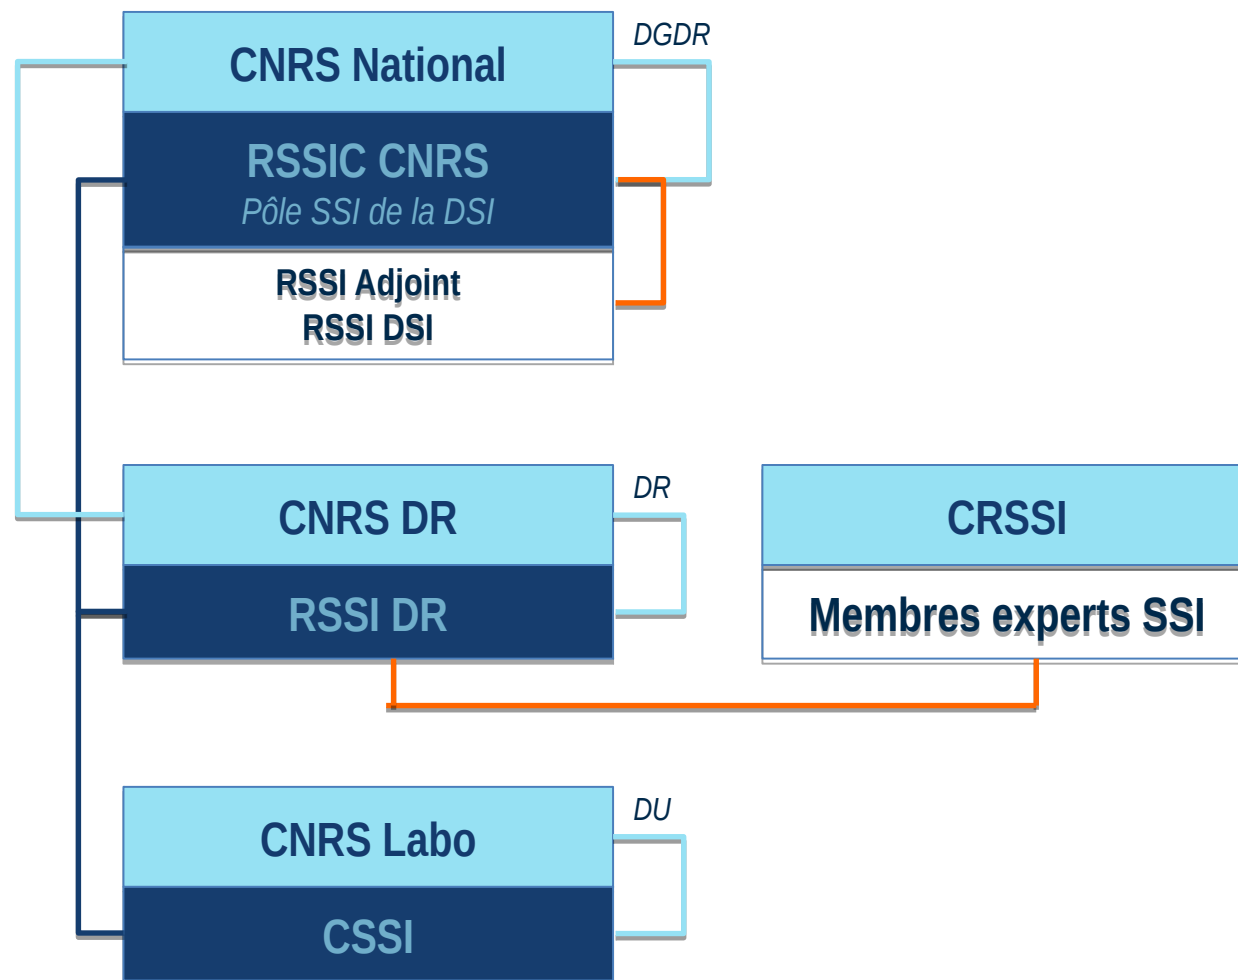 DGDR
CNRS National
RSSIC CNRS
Pôle SSI de la DSI
RSSI Adjoint
RSSI DSI
DR
CNRS DR
RSSI DR
CRSSI
Membres experts SSI
DU
CNRS Labo
CSSI